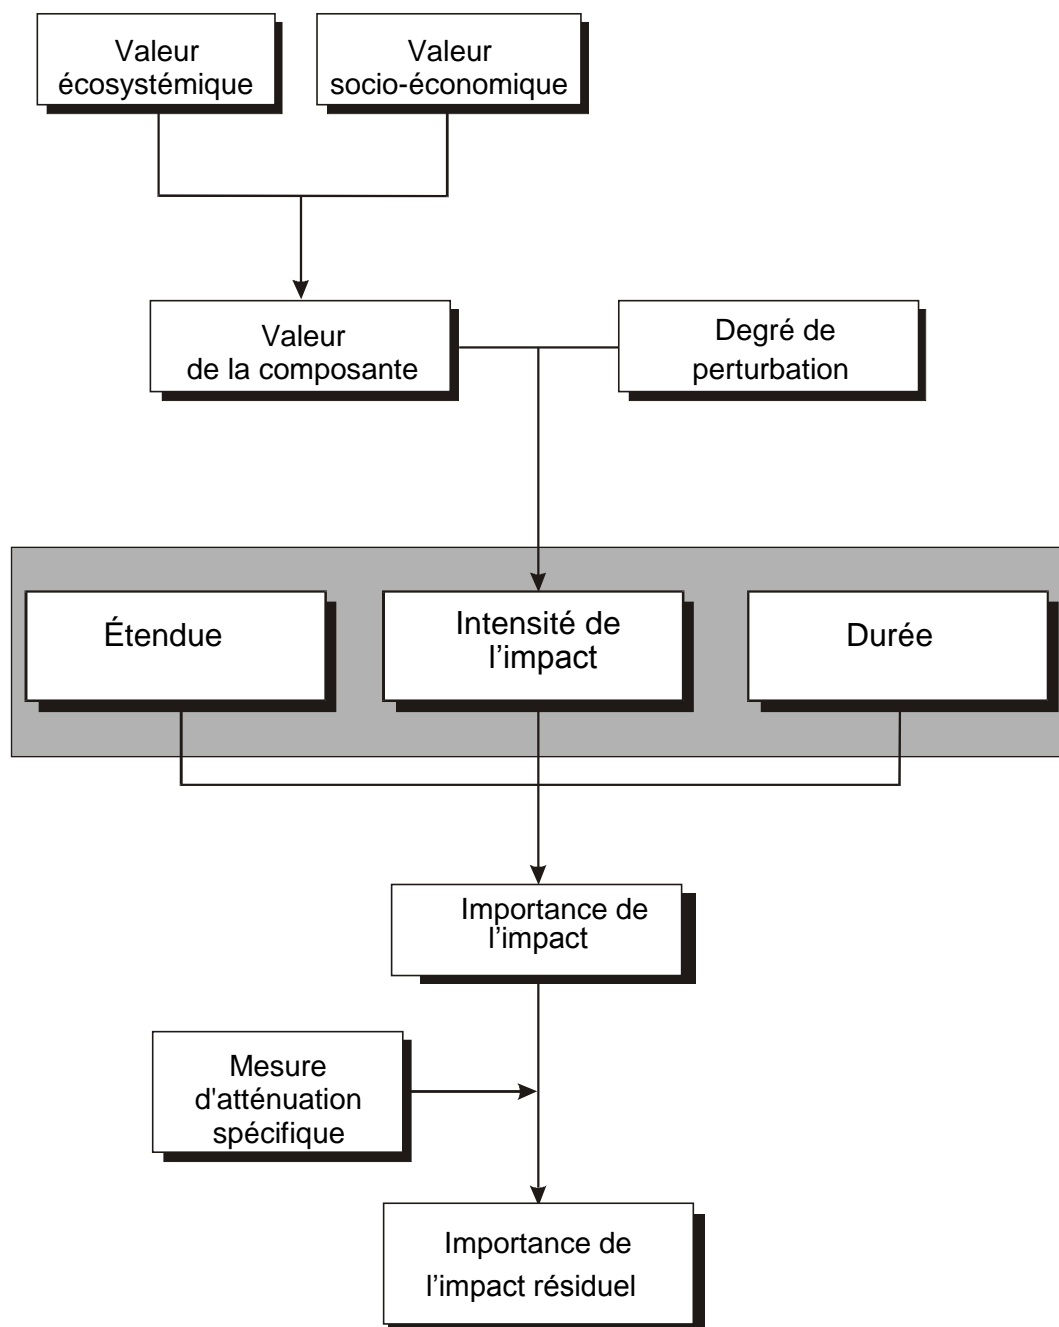 Valeur
écosystémique
Valeur
socio-économique
Valeur
de la composante
Degré de
perturbation
Étendue
Intensité de
l’impact
Durée
Importance de
l’impact
Mesure
d'atténuation
spécifique
Importance de
l’impact résiduel